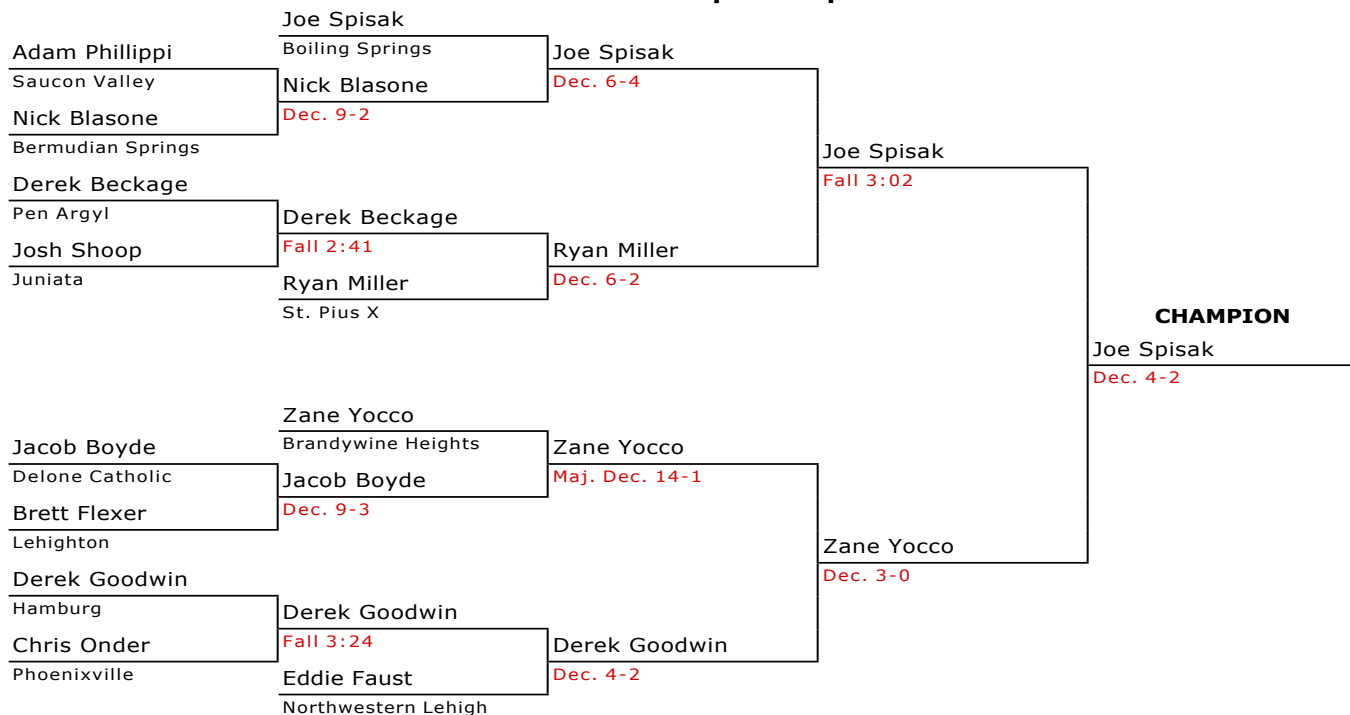 Joe Spisak
Adam Phillippi
Boiling Springs
Joe Spisak
Saucon Valley
Nick Blasone
Dec. 6-4
Nick Blasone
Dec. 9-2
Bermudian Springs
Joe Spisak
Derek Beckage
Fall 3:02
Pen Argyl
Derek Beckage
Josh Shoop
Fall 2:41
Ryan Miller
Juniata
Ryan Miller
Dec. 6-2
St. Pius X
CHAMPION
Joe Spisak
Dec. 4-2
Zane Yocco
Jacob Boyde
Brandywine Heights
Zane Yocco
Delone Catholic
Jacob Boyde
Maj. Dec. 14-1
Brett Flexer
Dec. 9-3
Lehighton
Zane Yocco
Derek Goodwin
Dec. 3-0
Hamburg
Derek Goodwin
Chris Onder
Fall 3:24
Derek Goodwin
Phoenixville
Eddie Faust
Dec. 4-2
Northwestern Lehigh